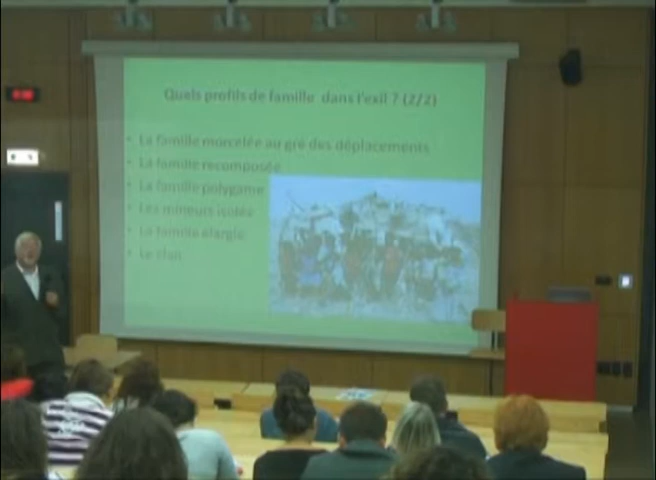 Quels profils de famille dans l'exil ? (2/2)
• La famille morcelée au gré des déplacements
• La famille recomposée
• La famille polygame
• Les mineurs isolés
• La famille élargie
• Le clan